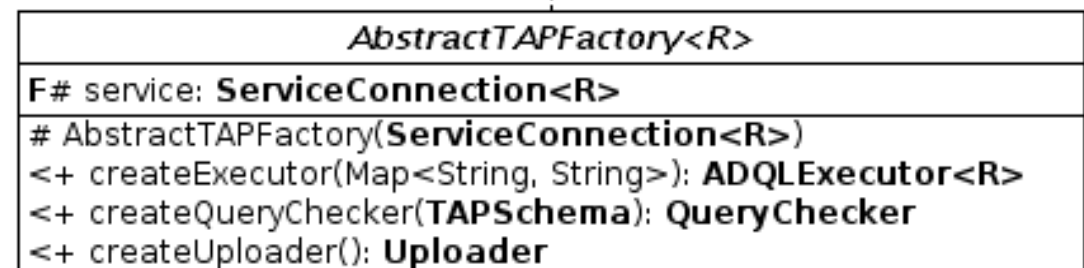 AbstractTAPFactory<R>
F# service: ServiceConnection<R>
# AbstractTAPFactory(ServiceConnection<R>)
<+ createExecutor(Map<String, String>): ADQLExecutor<R>
<+ createQueryChecker(TAPSchema): QueryChecker
<+ createUploader(): Uploader